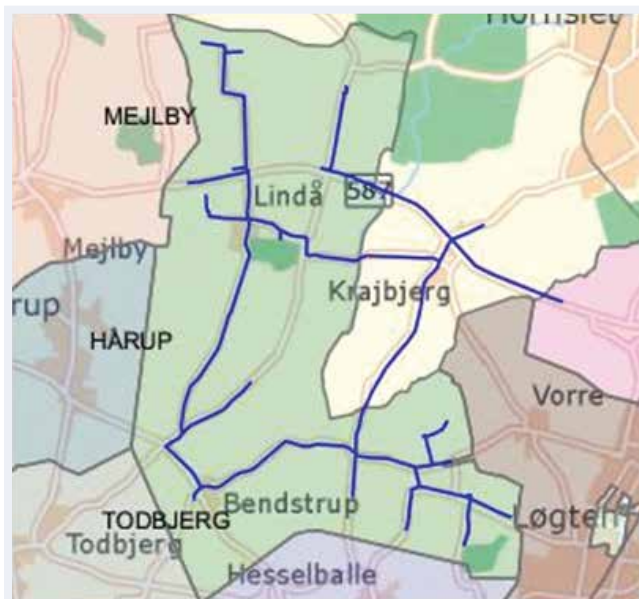 Hornslet
MEJLBY
Lindå
587
Mejlby
Krajbjerg
rup
HÅRUP
Vorre
Bendstrup
TODBJERG
Løgten
Todbjerg
Hesselballe